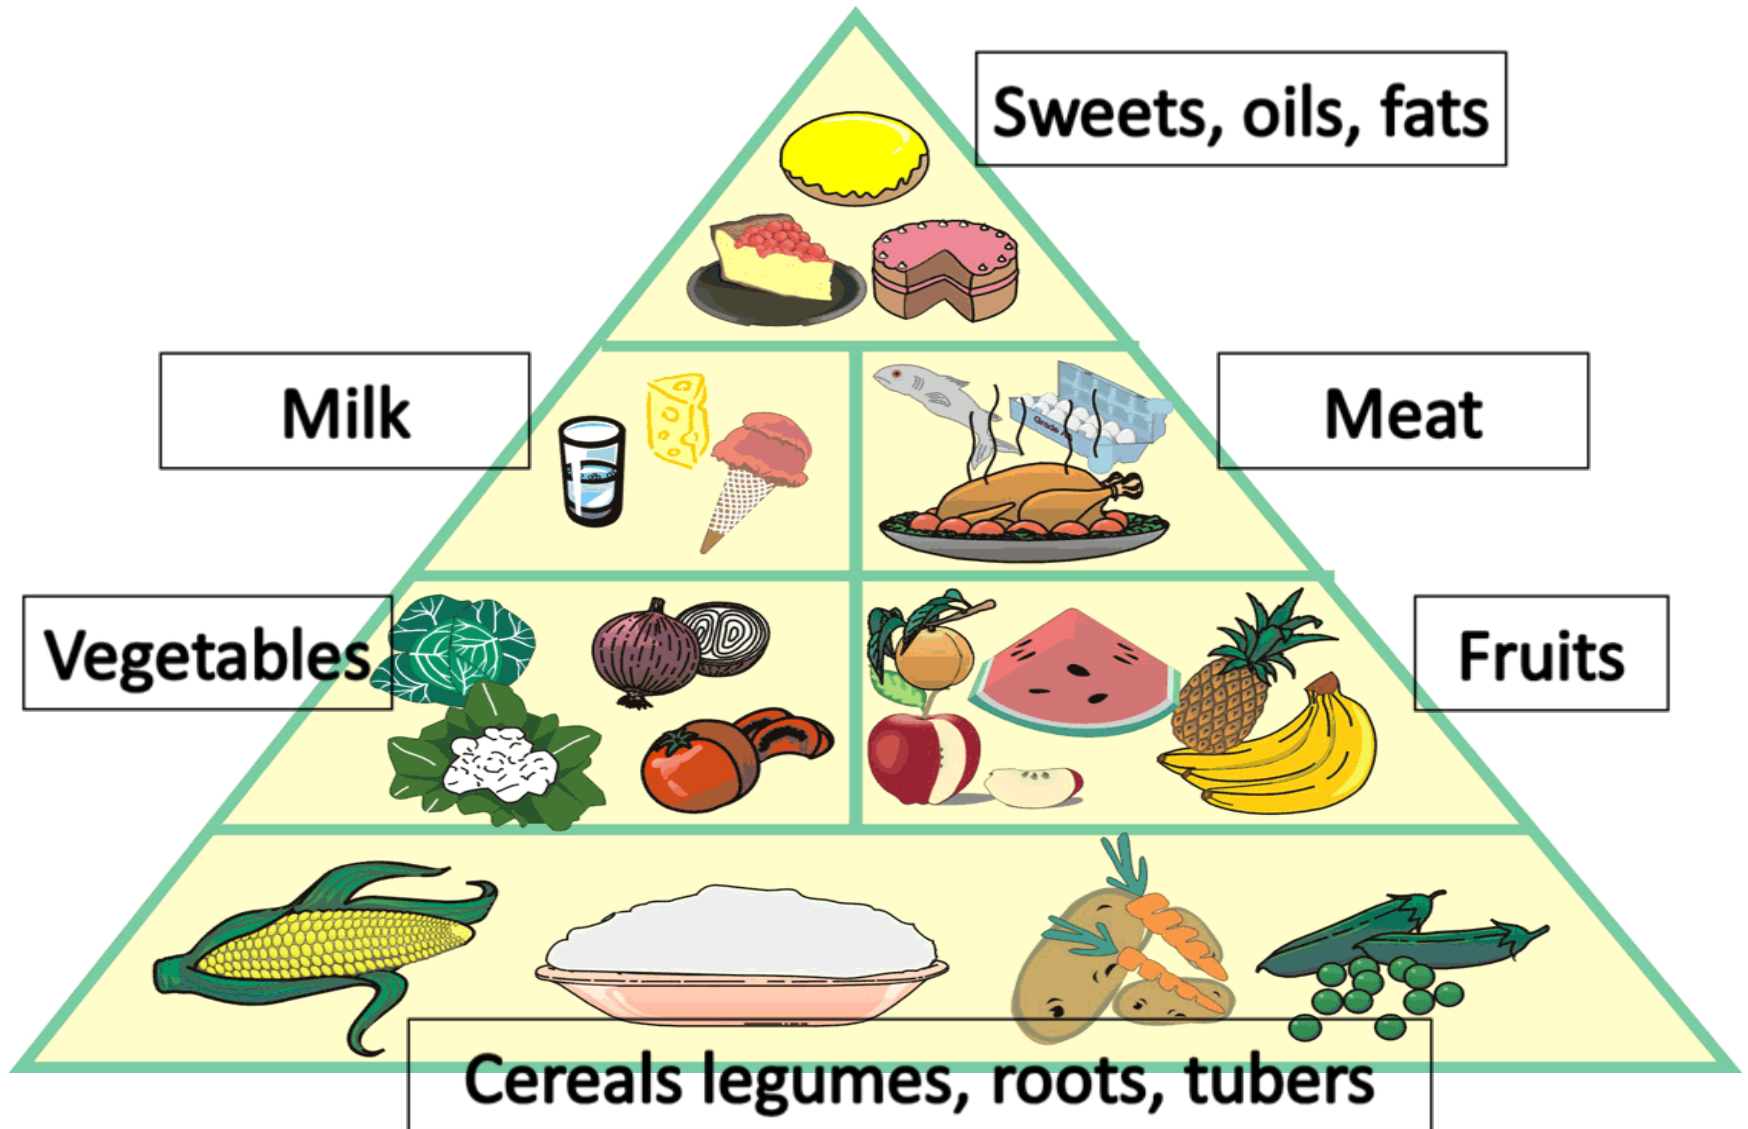 Sweets, oils, fats
Milk
Meat
Vegetables
Fruits
Cereals legumes, roots, tubers